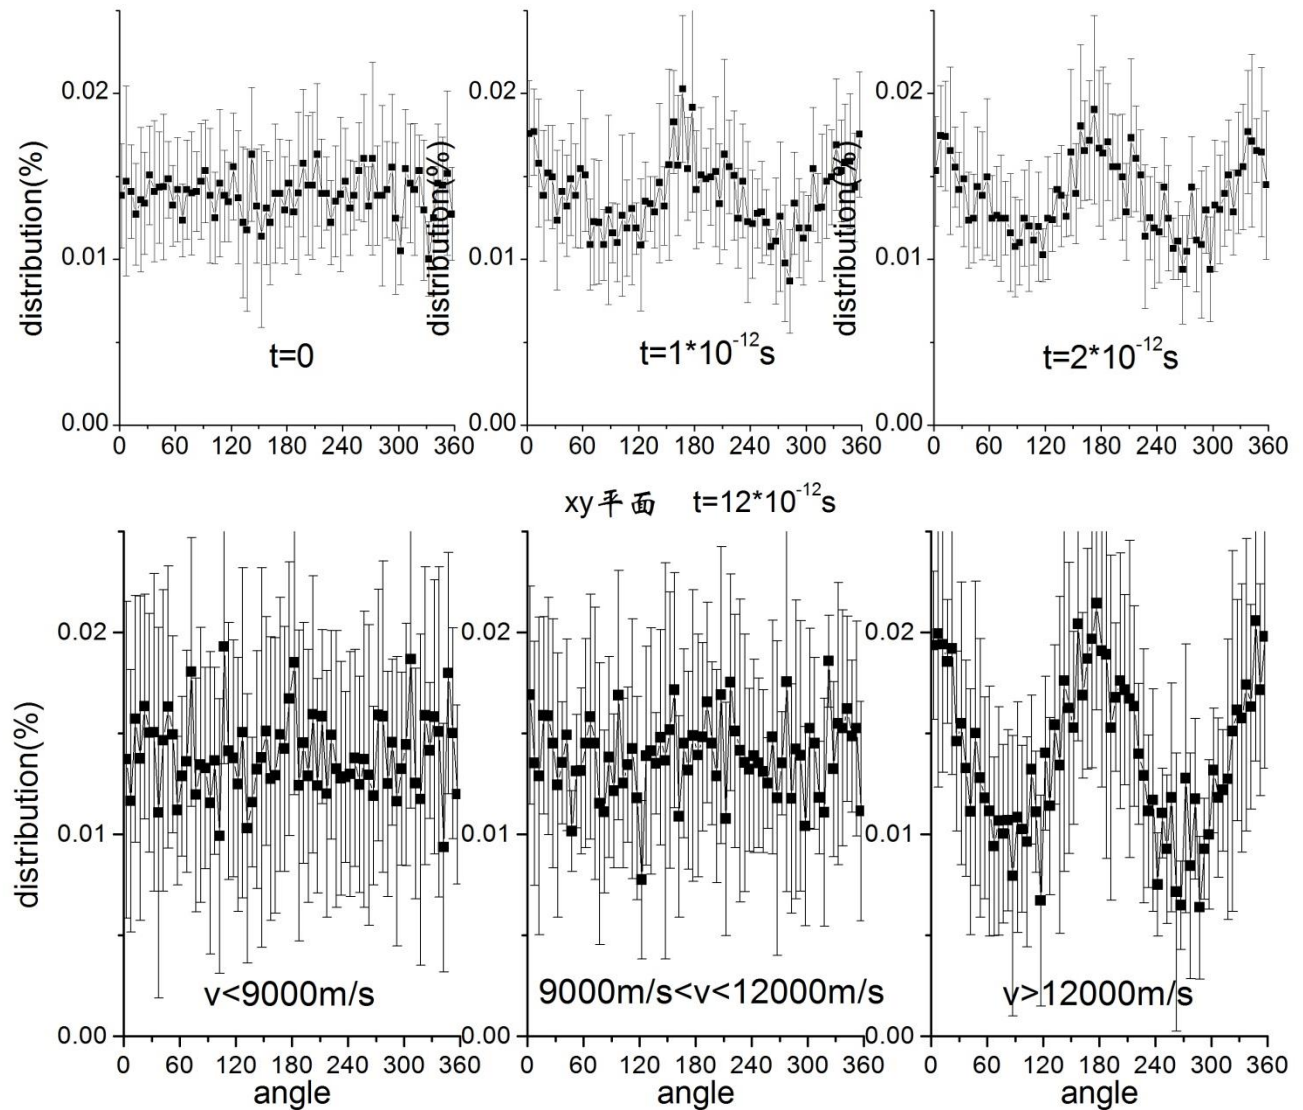 distribution(%)
0.02
0.01
0.00
0 60 120 180 240 300 360
t=0
distribution(%)
0.02
0.01
0.00
0 60 120 180 240 300 360
t=1*10⁻¹²s
distribution(%)
0.02
0.01
0.00
0 60 120 180 240 300 360
t=2*10⁻¹²s
xy平面 t=12*10⁻¹²s
distribution(%)
0.02
0.01
0.00
0 60 120 180 240 300 360
angle
v<9000m/s
0.02
0.01
0.00
0 60 120 180 240 300 360
angle
9000m/s<v<12000m/s
0.02
0.01
0.00
0 60 120 180 240 300 360
angle
v>12000m/s